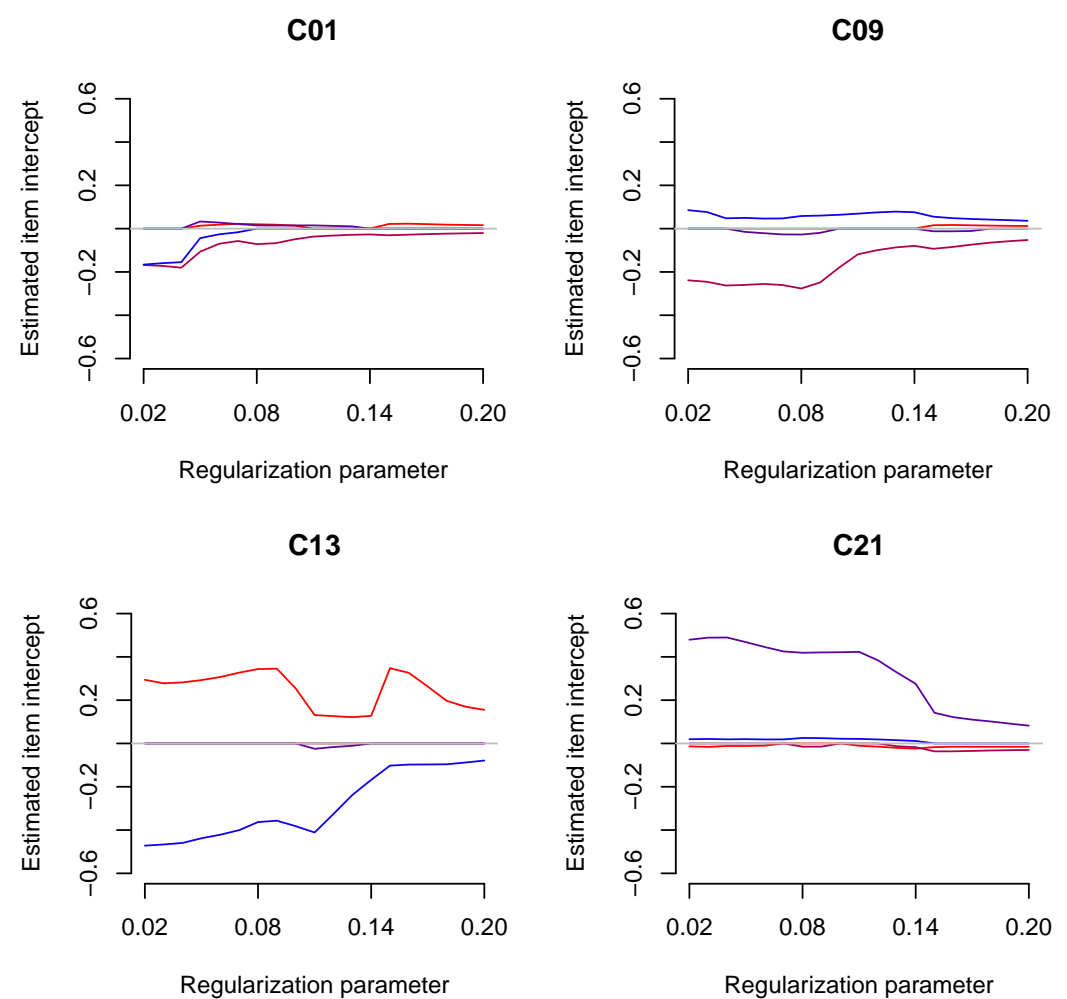 C01
Estimated item intercept
0.6
0.2
−0.2
−0.6
0.02 0.08 0.14 0.20
Regularization parameter
C09
Estimated item intercept
0.6
0.2
−0.2
−0.6
0.02 0.08 0.14 0.20
Regularization parameter
C13
Estimated item intercept
0.6
0.2
−0.2
−0.6
0.02 0.08 0.14 0.20
Regularization parameter
C21
Estimated item intercept
0.6
0.2
−0.2
−0.6
0.02 0.08 0.14 0.20
Regularization parameter